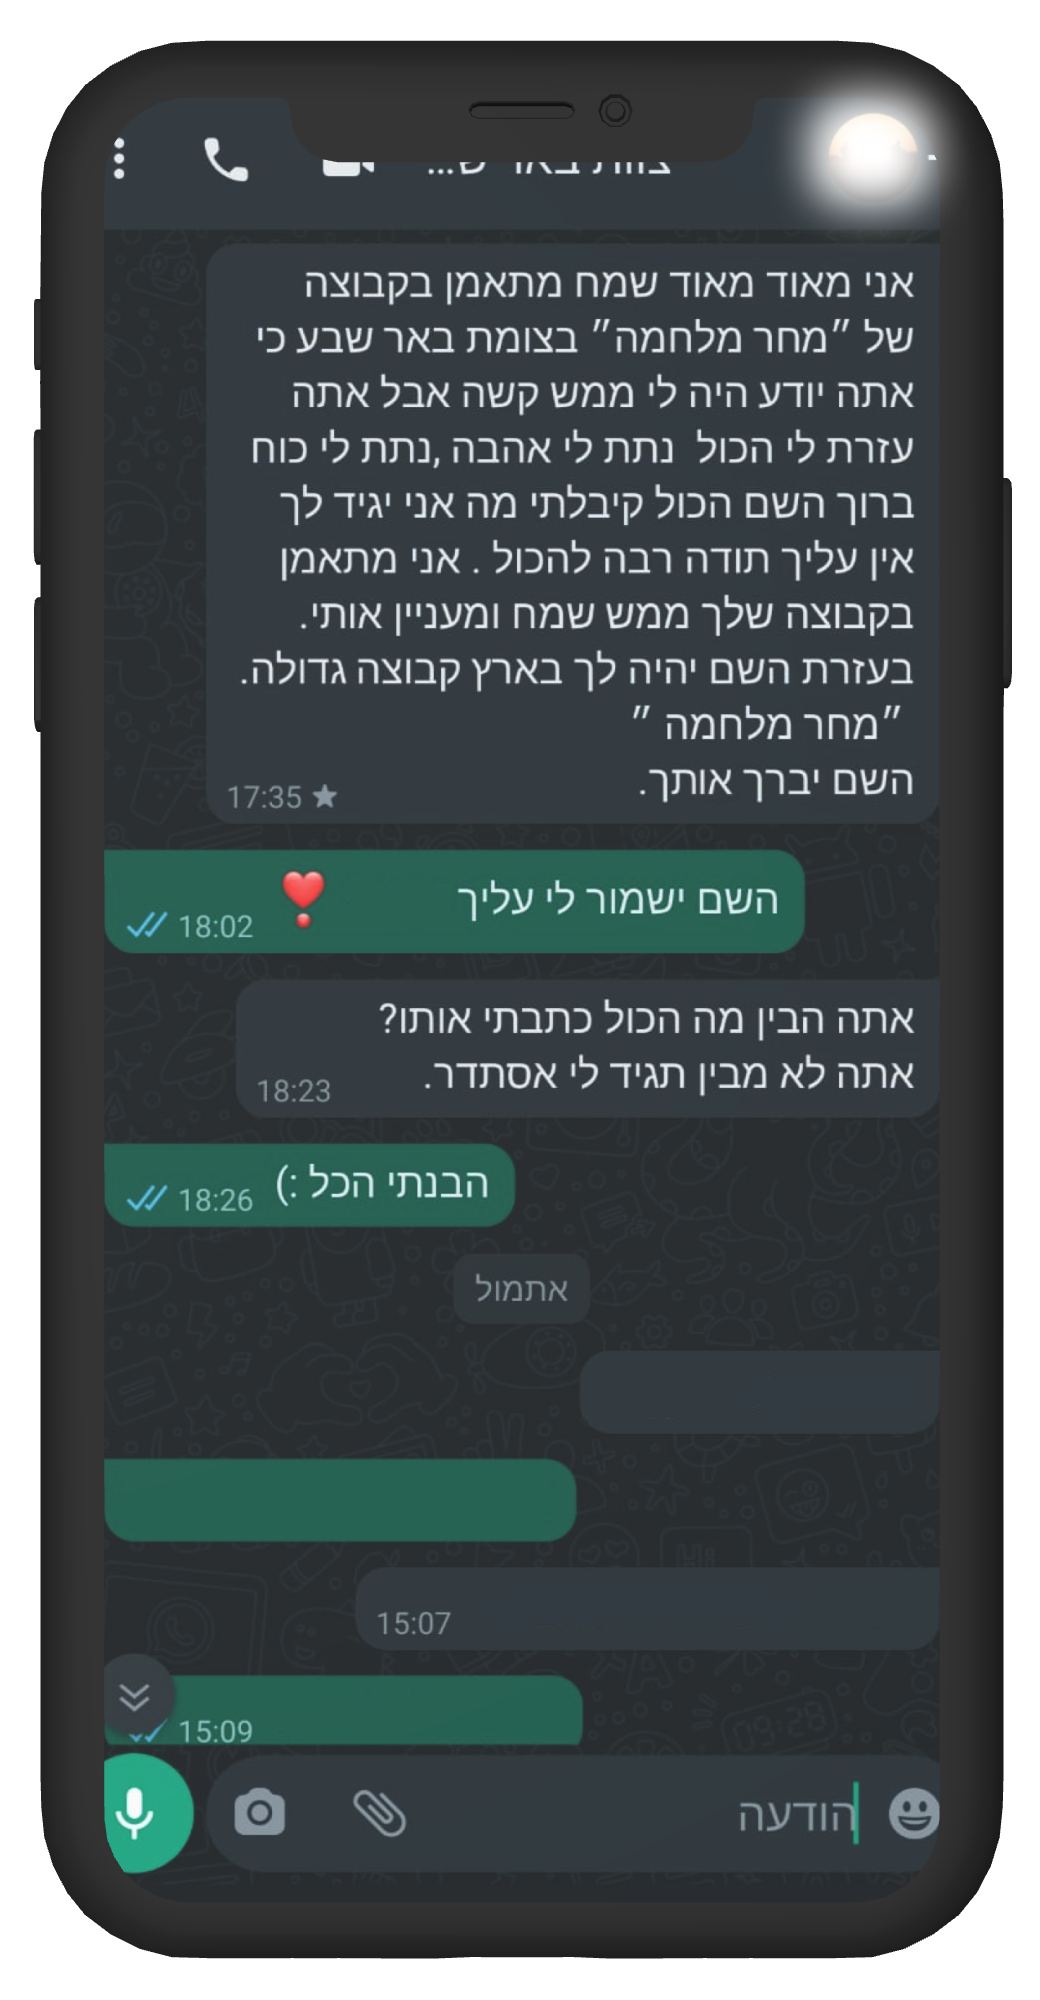 אני מאוד מאוד שמח מתאמן בקבוצה
של ״מחר מלחמה״ בצומת באר שבע כי
אתה יודע היה לי ממש קשה אבל אתה
עזרת לי הכול  נתת לי אהבה ,נתת לי כוח
ברוך השם הכול קיבלתי מה אני יגיד לך
אין עליך תודה רבה להכול . אני מתאמן
בקבוצה שלך ממש שמח ומעניין אותי.
בעזרת השם יהיה לך בארץ קבוצה גדולה.
״מחר מלחמה ״
השם יברך אותך.
17:35
השם ישמור לי עליך ❣️
18:02
אתה הבין מה הכול כתבתי אותו?
אתה לא מבין תגיד לי אסתדר.
18:23
הבנתי הכל :)
18:26
אתמול
15:07
15:09
הודעה